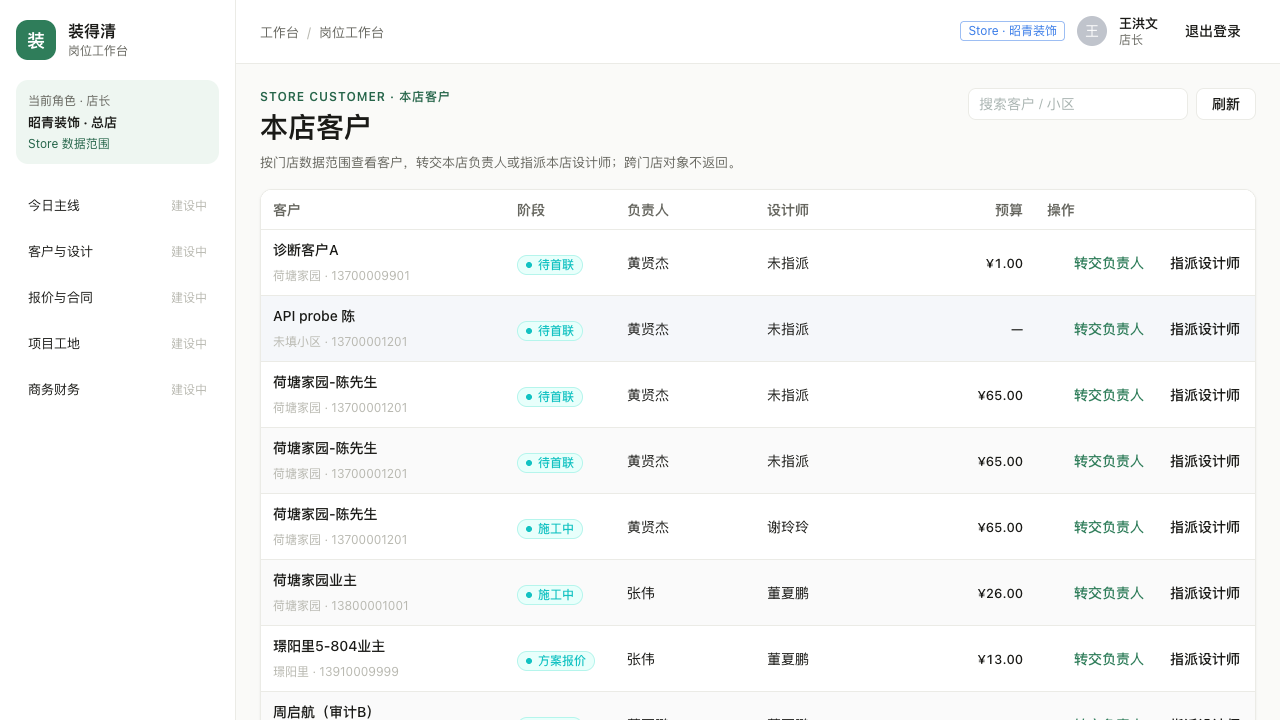 装
装得清
岗位工作台
当前角色 · 店长
昭青装饰 · 总店
Store 数据范围
今日主线 建设中
客户与设计 建设中
报价与合同 建设中
项目工地 建设中
商务财务 建设中
工作台 / 岗位工作台
Store · 昭青装饰
王
王洪文
店长
退出登录
STORE CUSTOMER · 本店客户
本店客户
按门店数据范围查看客户，转交本店负责人或指派本店设计师；跨门店对象不返回。
搜索客户 / 小区
刷新
客户 阶段 负责人 设计师 预算 操作
诊断客户A
荷塘家园 · 13700009901
待首联 黄贤杰 未指派 ¥1.00 转交负责人 指派设计师
API probe 陈
未填小区 · 13700001201
待首联 黄贤杰 未指派 — 转交负责人 指派设计师
荷塘家园-陈先生
荷塘家园 · 13700001201
待首联 黄贤杰 未指派 ¥65.00 转交负责人 指派设计师
荷塘家园-陈先生
荷塘家园 · 13700001201
待首联 黄贤杰 未指派 ¥65.00 转交负责人 指派设计师
荷塘家园-陈先生
荷塘家园 · 13700001201
施工中 黄贤杰 谢玲玲 ¥65.00 转交负责人 指派设计师
荷塘家园业主
荷塘家园 · 13800001001
施工中 张伟 董夏鹏 ¥26.00 转交负责人 指派设计师
璟阳里5-804业主
璟阳里 · 13910009999
方案报价 张伟 董夏鹏 ¥13.00 转交负责人 指派设计师
周启航（审计B）